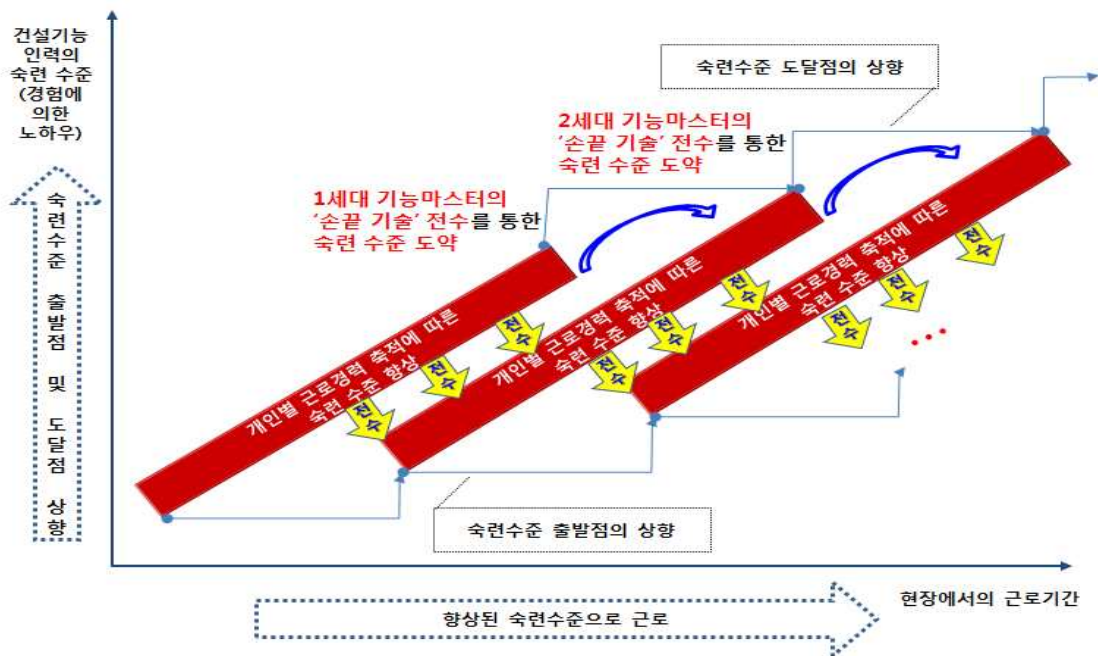 건설기능
인력의
숙련 수준
(경험에
의한
노하우)
숙련수준 출발점 및 도달점 상향
숙련수준 도달점의 상향
2세대 기능마스터의
'손끝 기술' 전수를 통한
숙련 수준 도약
1세대 기능마스터의
'손끝 기술' 전수를 통한
숙련 수준 도약
개인별 근로경력 축적에 따른
숙련 수준 향상
전수
전수
전수
개인별 근로경력 축적에 따른
숙련 수준 향상
전수
전수
전수
개인별 근로경력 축적에 따른
숙련 수준 향상
전수
전수
전수
...
숙련수준 출발점의 상향
현장에서의 근로기간
향상된 숙련수준으로 근로